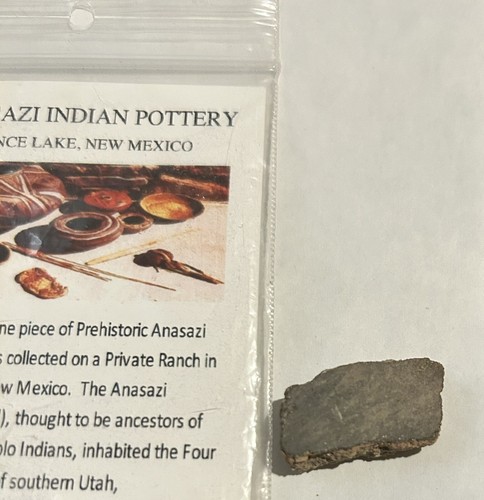 AZI INDIAN POTTERY
NCE LAKE, NEW MEXICO
ne piece of Prehistoric Anasazi
s collected on a Private Ranch in
w Mexico. The Anasazi
), thought to be ancestors of
lo Indians, inhabited the Four
f southern Utah,